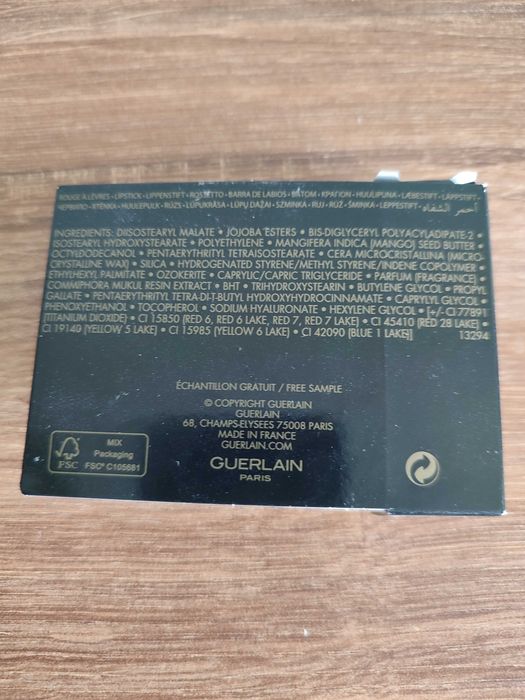 ROUGE À LÈVRES • LIPSTICK • LIPPENSTIFT • ROSSETTO • BARRA DE LABIOS • BATOM • КРАГІОН • HUULIPUNA • LÆBESTIFT • LÄPPSTIFT •
ЧЕРВИЛО • ΚΡΑΓΙΟΝ • HUULEPULK • RÚZS • LŪPUKRĀSA • LŪPŲ DAŽAI • SZMINKA • RUJ • RÚŽ • ŠMINKA • LEPPESTIFT • أحمر الشفاه
INGREDIENTS: DIISOSTEARYL MALATE • JOJOBA ESTERS • BIS-DIGLYCERYL POLYACYLADIPATE-2 •
ISOSTEARYL HYDROXYSTEARATE • POLYETHYLENE • MANGIFERA INDICA (MANGO) SEED BUTTER •
OCTYLDODECANOL • PENTAERYTHRITYL TETRAISOSTEARATE • CERA MICROCRISTALLINA (MICRO-
CRYSTALLINE WAX) • SILICA • HYDROGENATED STYRENE/METHYL STYRENE/INDENE COPOLYMER •
ETHYLHEXYL PALMITATE • OZOKERITE • CAPRYLIC/CAPRIC TRIGLYCERIDE • PARFUM (FRAGRANCE) •
COMMIPHORA MUKUL RESIN EXTRACT • BHT • TRIHYDROXYSTEARIN • BUTYLENE GLYCOL • PROPYL
GALLATE • PENTAERYTHRITYL TETRA-DI-T-BUTYL HYDROXYHYDROCINNAMATE • CAPRYLYL GLYCOL •
PHENOXYETHANOL • TOCOPHEROL • SODIUM HYALURONATE • HEXYLENE GLYCOL • [+/-CI 77891
(TITANIUM DIOXIDE) • CI 15850 (RED 6, RED 6 LAKE, RED 7, RED 7 LAKE) • CI 45410 (RED 28 LAKE) •
CI 19140 (YELLOW 5 LAKE) • CI 15985 (YELLOW 6 LAKE) • CI 42090 (BLUE 1 LAKE)] 13294
ÉCHANTILLON GRATUIT / FREE SAMPLE
© COPYRIGHT GUERLAIN
GUERLAIN
68, CHAMPS-ELYSEES 75008 PARIS
MADE IN FRANCE
GUERLAIN.COM
GUERLAIN
PARIS
FSC
MIX
Packaging
FSC® C105681